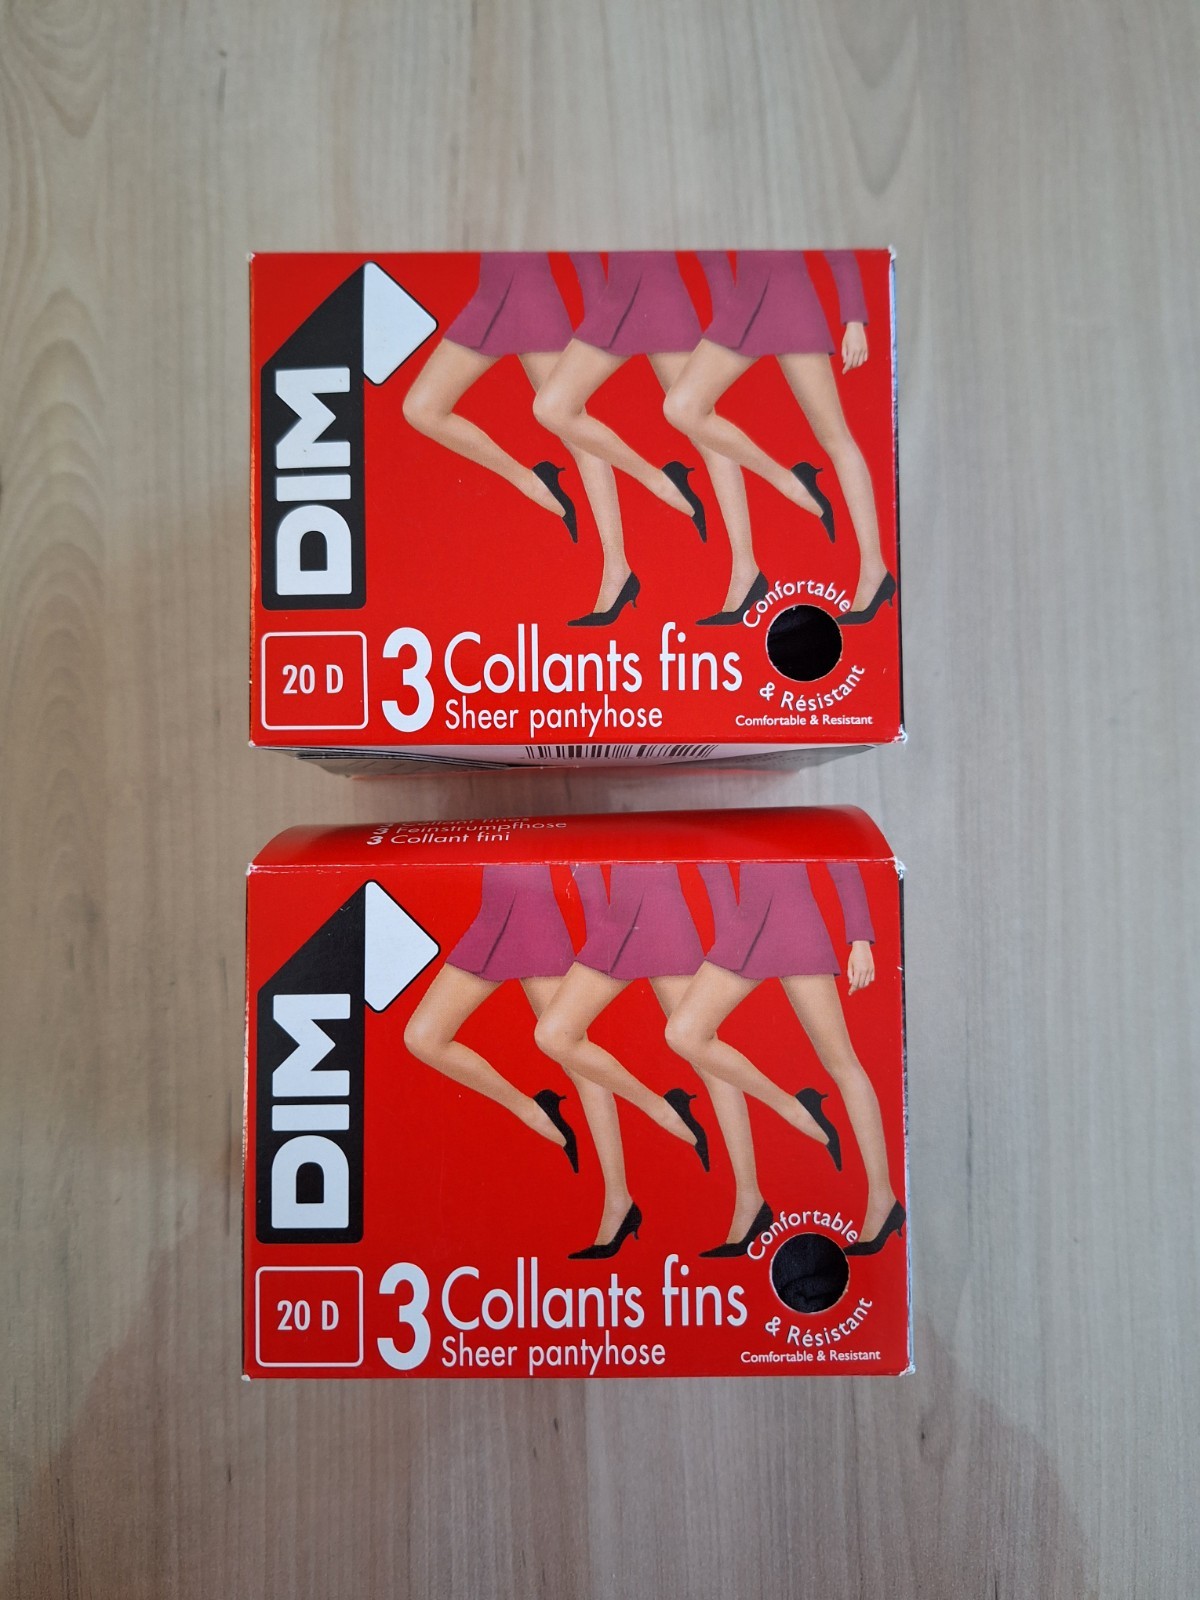 DIM
20 D
3 Collants fins
Sheer pantyhose
Confortable
& Résistant
Comfortable & Resistant
3 Feinstrumpfhose
3 Collant fini
DIM
20 D
3 Collants fins
Sheer pantyhose
Confortable
& Résistant
Comfortable & Resistant